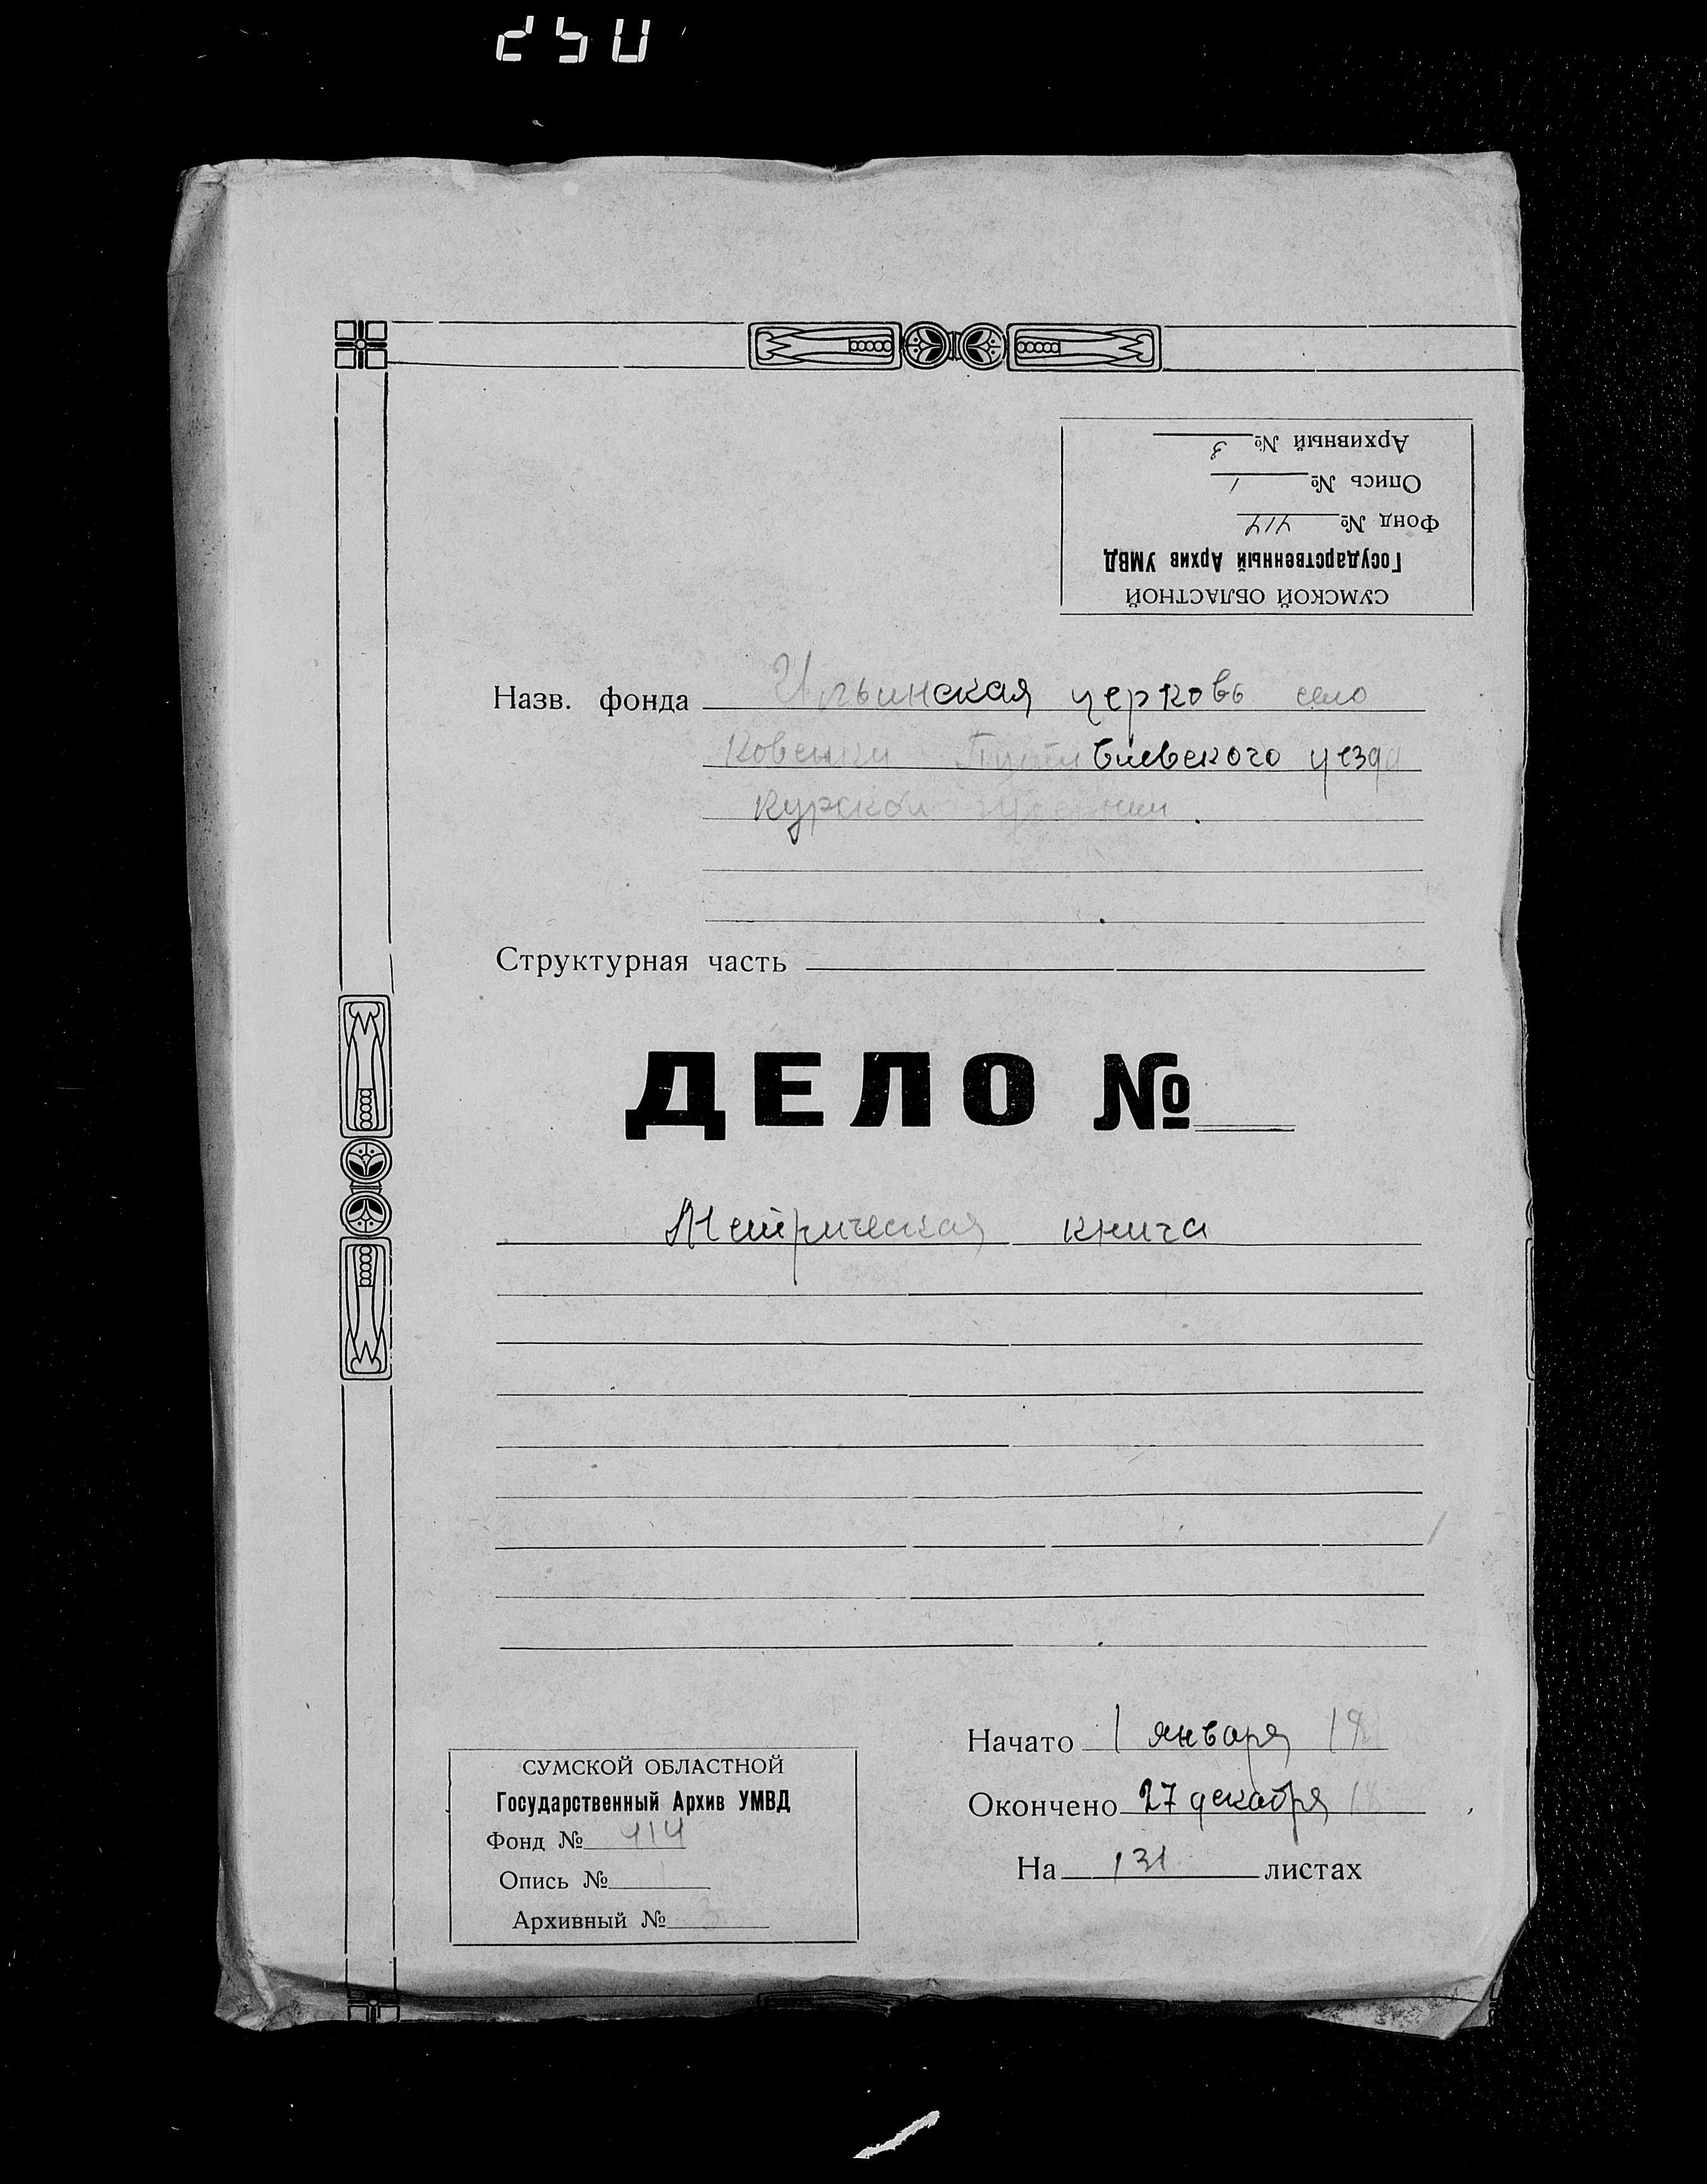 Архивный № 3
Опись № 1
Фонд № 414
Государственный Архив УМВД
СУМСКОЙ ОБЛАСТНОЙ
Назв. фонда Ильинская церковь село
Ковенки Путивльского уезда
Курской губернии
Структурная часть
ДЕЛО №
Метрическая книга
Начато 1 января
Окончено 27 декабря
На 131 листах
СУМСКОЙ ОБЛАСТНОЙ
Государственный Архив УМВД
Фонд № 414
Опись № 1
Архивный № 3